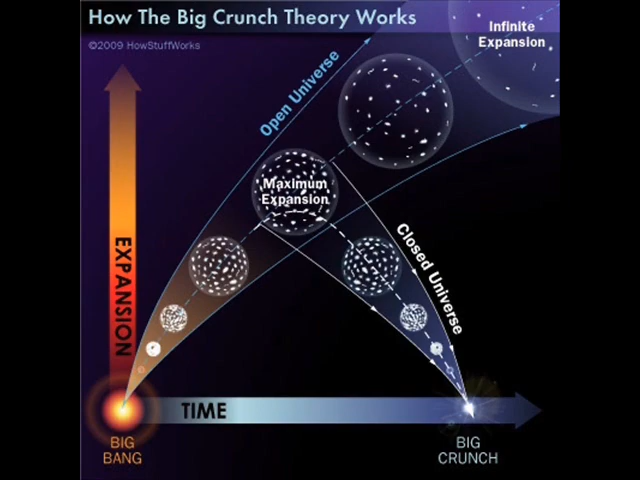 How The Big Crunch Theory Works
©2009 HowStuffWorks
Infinite
Expansion
Open Universe
Maximum
Expansion
Closed Universe
EXPANSION
TIME
BIG
BANG
BIG
CRUNCH